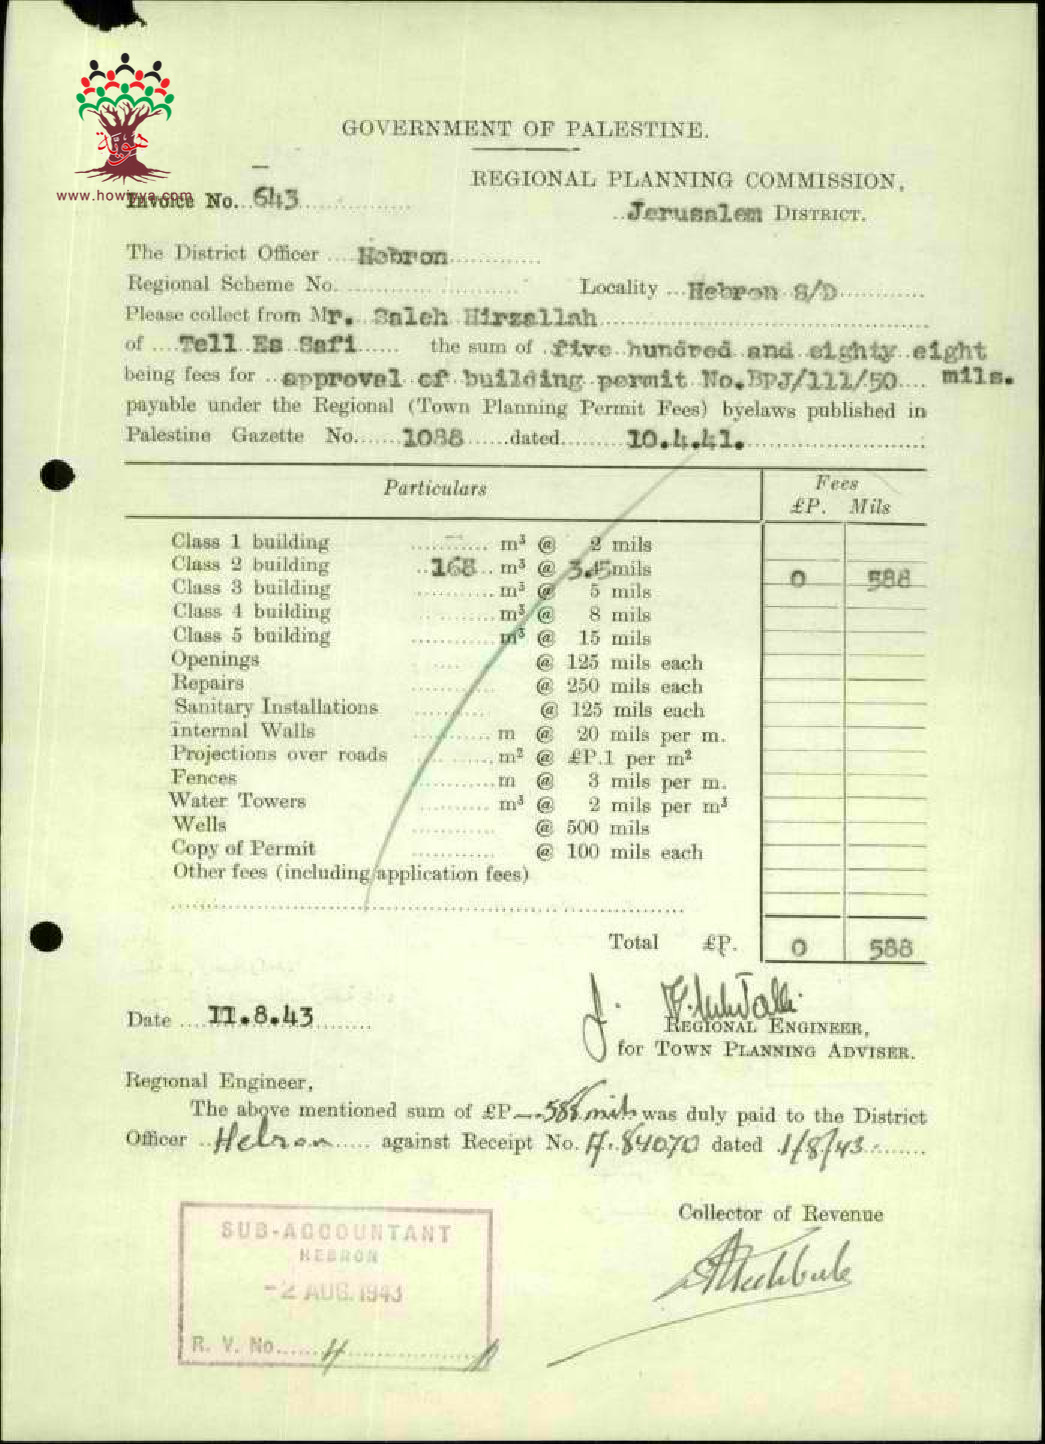 هوية
www.howiyya.com
GOVERNMENT OF PALESTINE.
REGIONAL PLANNING COMMISSION,
Invoice No. 643
Jerusalem DISTRICT.
The District Officer Hebron
Regional Scheme No. Locality Hebron S/D
Please collect from Mr. Saleh Hirzallah
of Tell Es Safi the sum of five hundred and eighty eight
being fees for approval of building permit No.BPJ/111/50 mils.
payable under the Regional (Town Planning Permit Fees) byelaws published in
Palestine Gazette No. 1088 dated 10.4.41.
Particulars Fees
£P. Mils
Class 1 building m³ @ 2 mils
Class 2 building 168 m³ @ 3.45mils 0 588
Class 3 building m³ @ 5 mils
Class 4 building m³ @ 8 mils
Class 5 building m³ @ 15 mils
Openings @ 125 mils each
Repairs @ 250 mils each
Sanitary Installations @ 125 mils each
Internal Walls m @ 20 mils per m.
Projections over roads m² @ £P.1 per m²
Fences m @ 3 mils per m.
Water Towers m³ @ 2 mils per m³
Wells @ 500 mils
Copy of Permit @ 100 mils each
Other fees (including application fees)
Total £P. 0 588
Date 11.8.43
REGIONAL ENGINEER,
for TOWN PLANNING ADVISER.
Regional Engineer,
The above mentioned sum of £P 588 mils was duly paid to the District
Officer Hebron against Receipt No. A. 84070 dated 1/8/43
Collector of Revenue
SUB-ACCOUNTANT
HEBRON
-2 AUG. 1943
R. V. No. 4